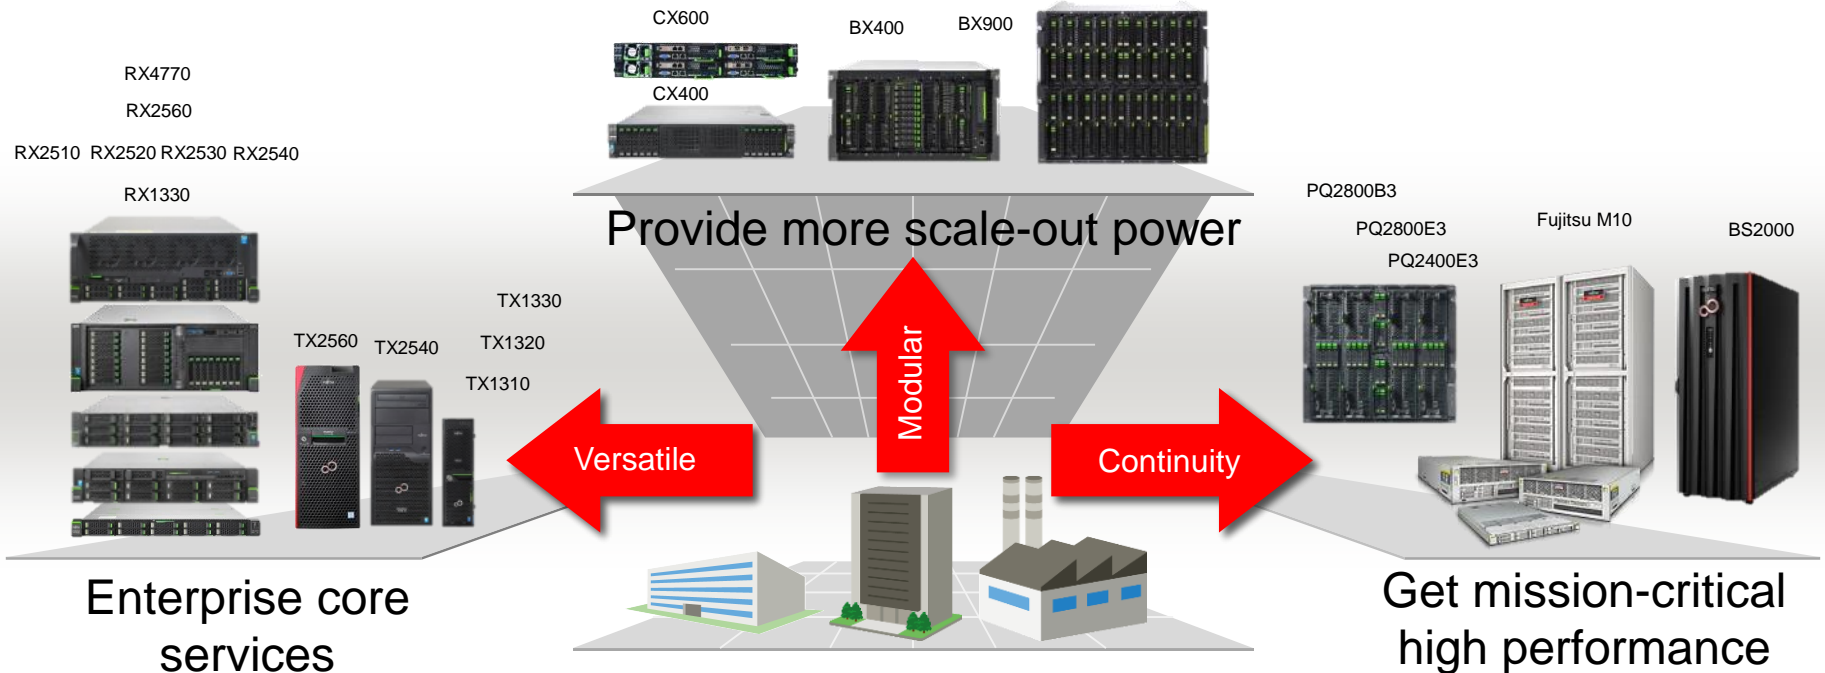 CX600
BX400
BX900
CX400
RX4770
RX2560
RX2510 RX2520 RX2530 RX2540
RX1330
Provide more scale-out power
PQ2800B3
PQ2800E3
PQ2400E3
Fujitsu M10
BS2000
TX2560
TX2540
TX1330
TX1320
TX1310
Versatile
Modular
Continuity
Enterprise core
services
Get mission-critical
high performance